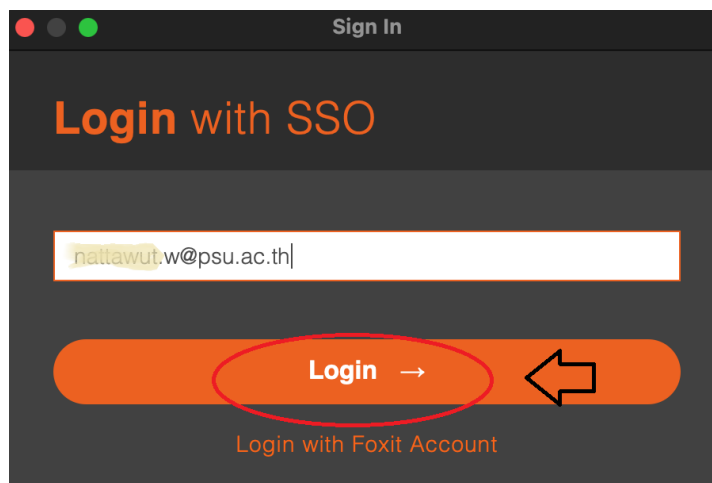 Sign In
Login with SSO
nattawut.w@psu.ac.th
Login →
Login with Foxit Account